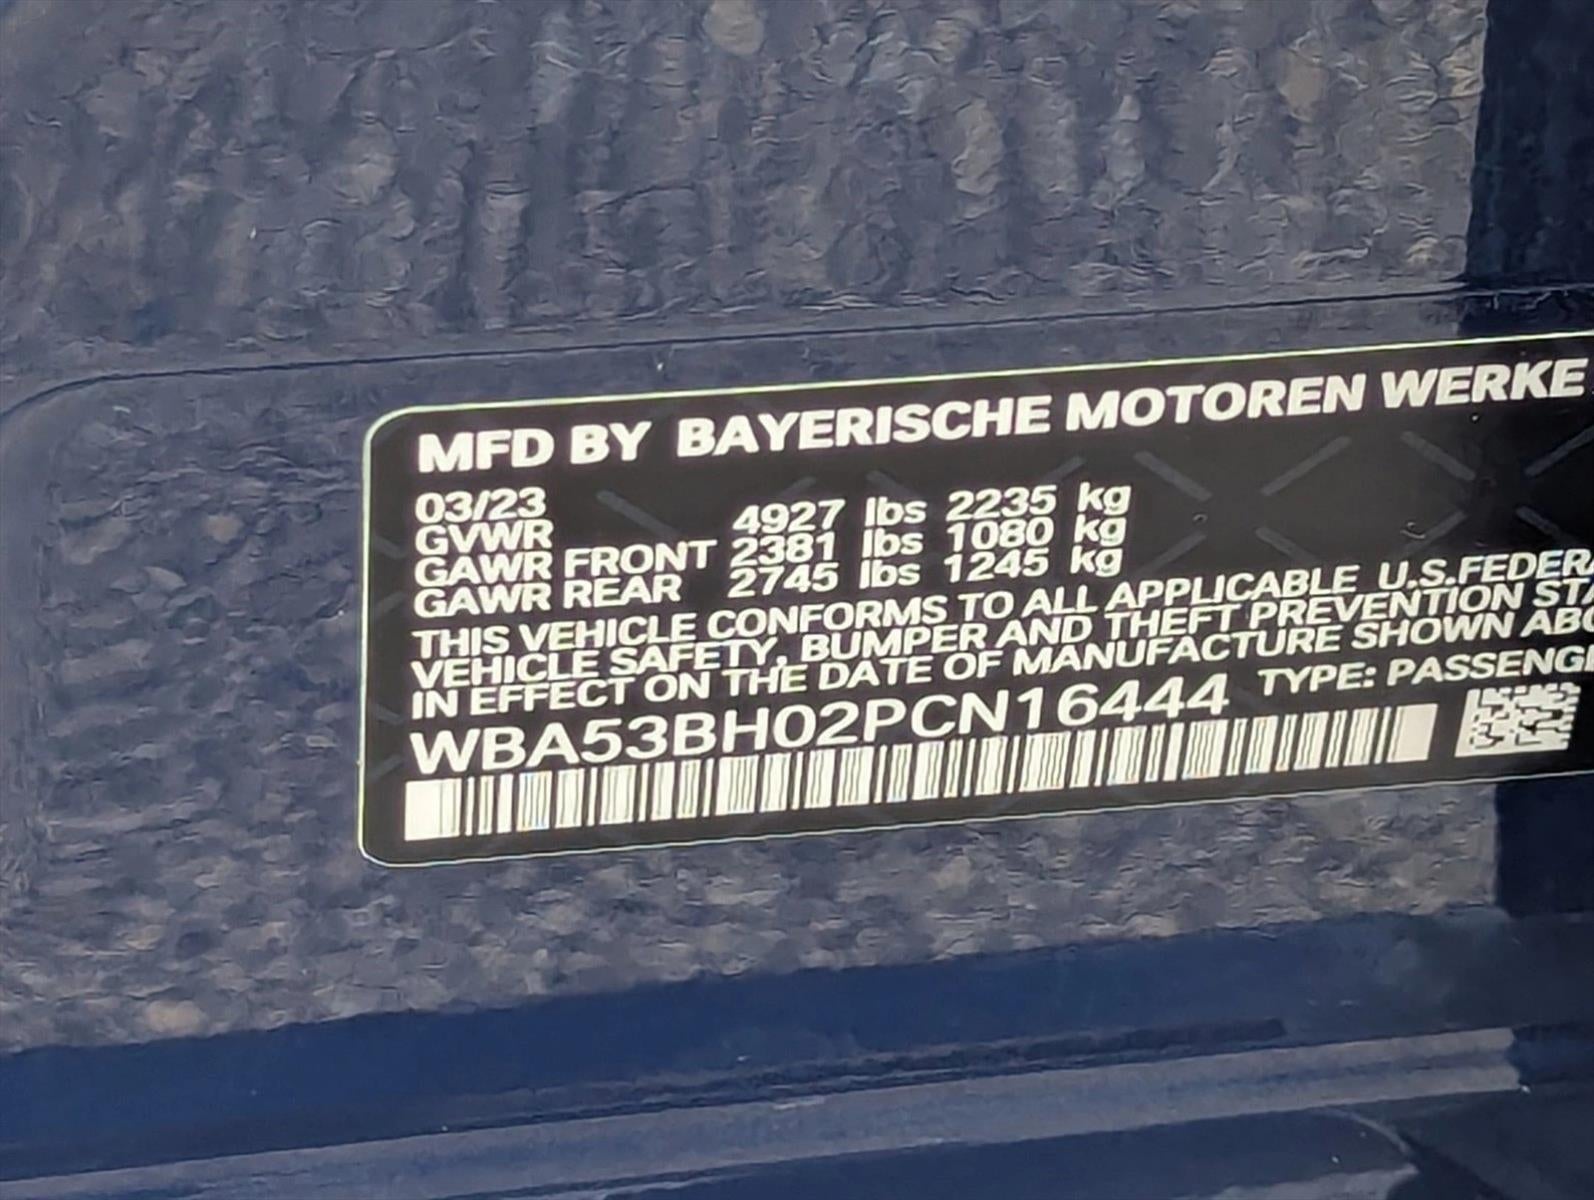 MFD BY BAYERISCHE MOTOREN WERKE
03/23
GVWR 4927 lbs 2235 kg
GAWR FRONT 2381 lbs 1080 kg
GAWR REAR 2745 lbs 1245 kg
THIS VEHICLE CONFORMS TO ALL APPLICABLE U.S.FEDERA
VEHICLE SAFETY, BUMPER AND THEFT PREVENTION STA
IN EFFECT ON THE DATE OF MANUFACTURE SHOWN ABO
WBA53BH02PCN16444 TYPE: PASSENG